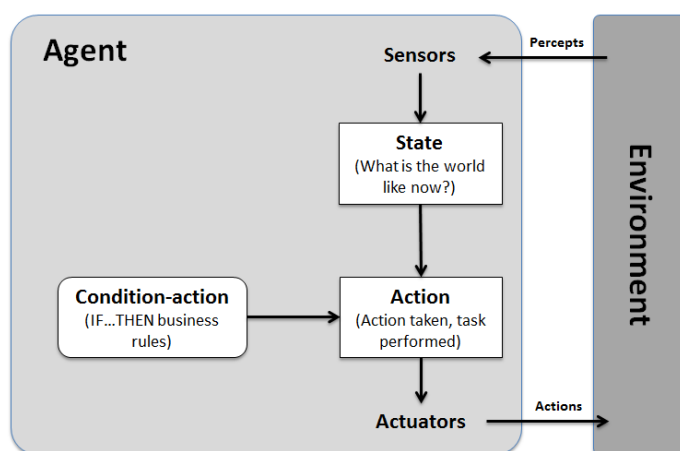 Agent
Sensors
Percepts
State
(What is the world
like now?)
Environment
Condition-action
(IF...THEN business
rules)
Action
(Action taken, task
performed)
Actuators
Actions